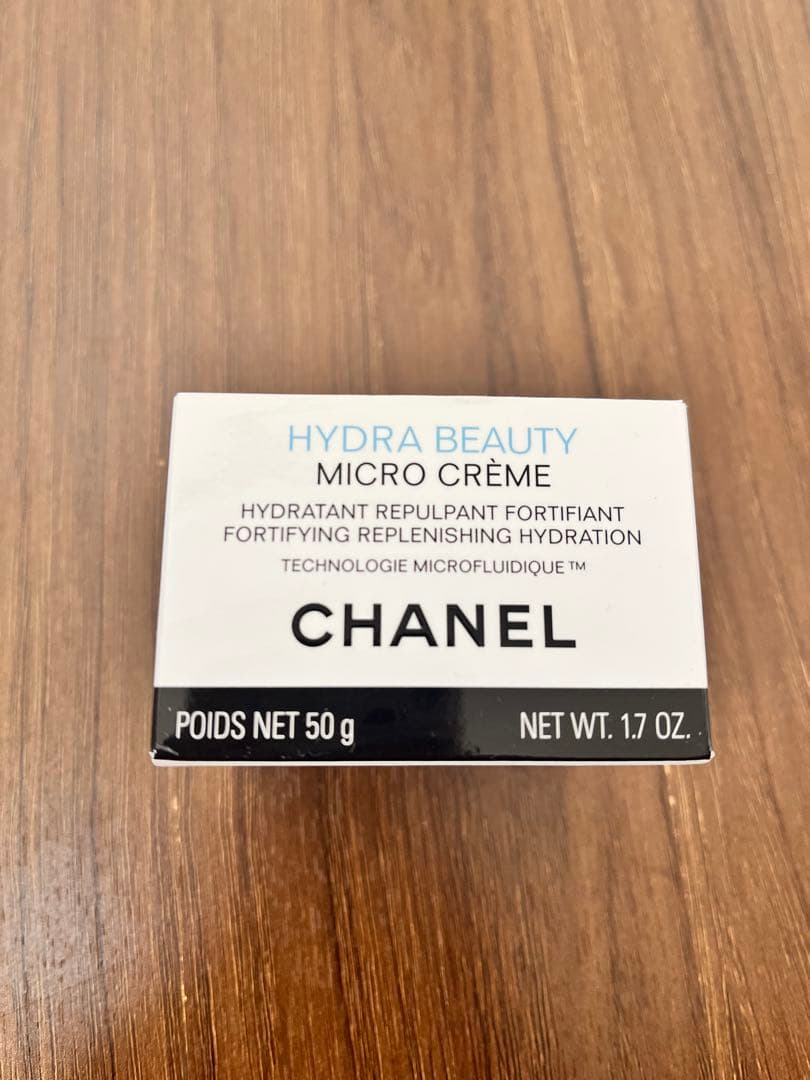 HYDRA BEAUTY
MICRO CRÈME
HYDRATANT REPULPANT FORTIFIANT
FORTIFYING REPLENISHING HYDRATION
TECHNOLOGIE MICROFLUIDIQUE™
CHANEL
POIDS NET 50 g NET WT. 1.7 OZ.